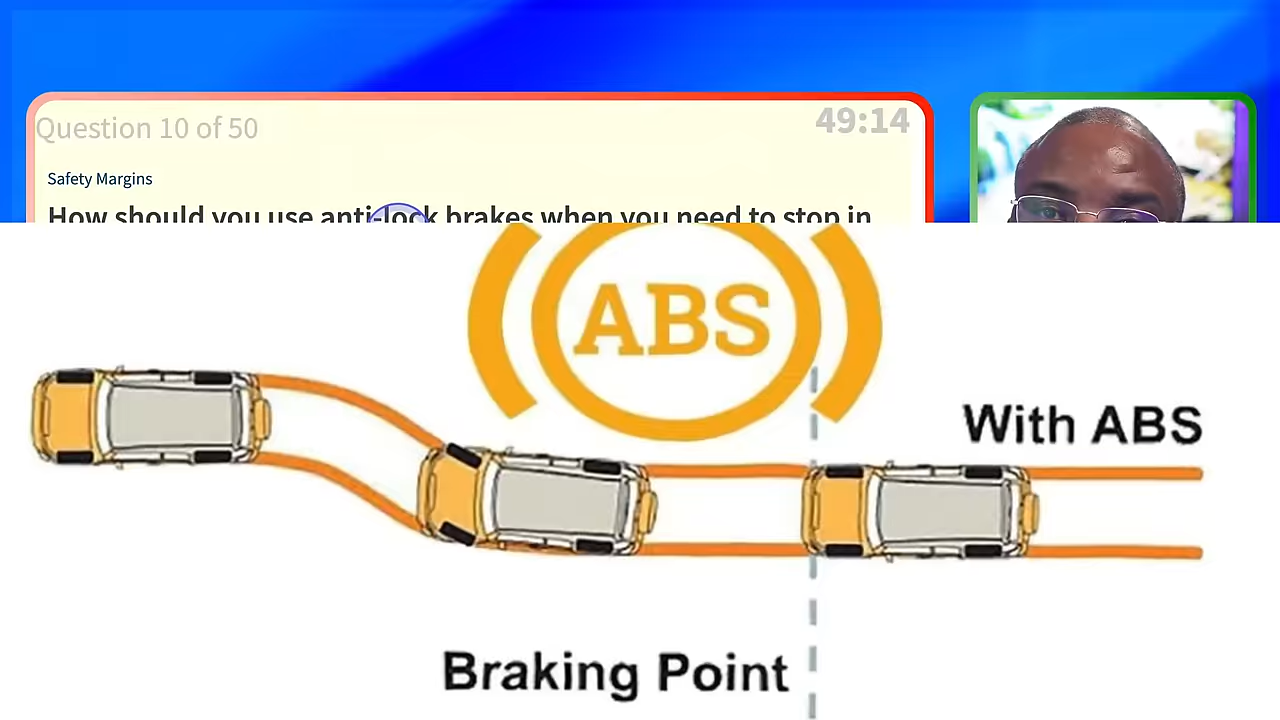 Question 10 of 50
49:14
Safety Margins
How should you use anti-lock brakes when you need to stop in
ABS
With ABS
Braking Point